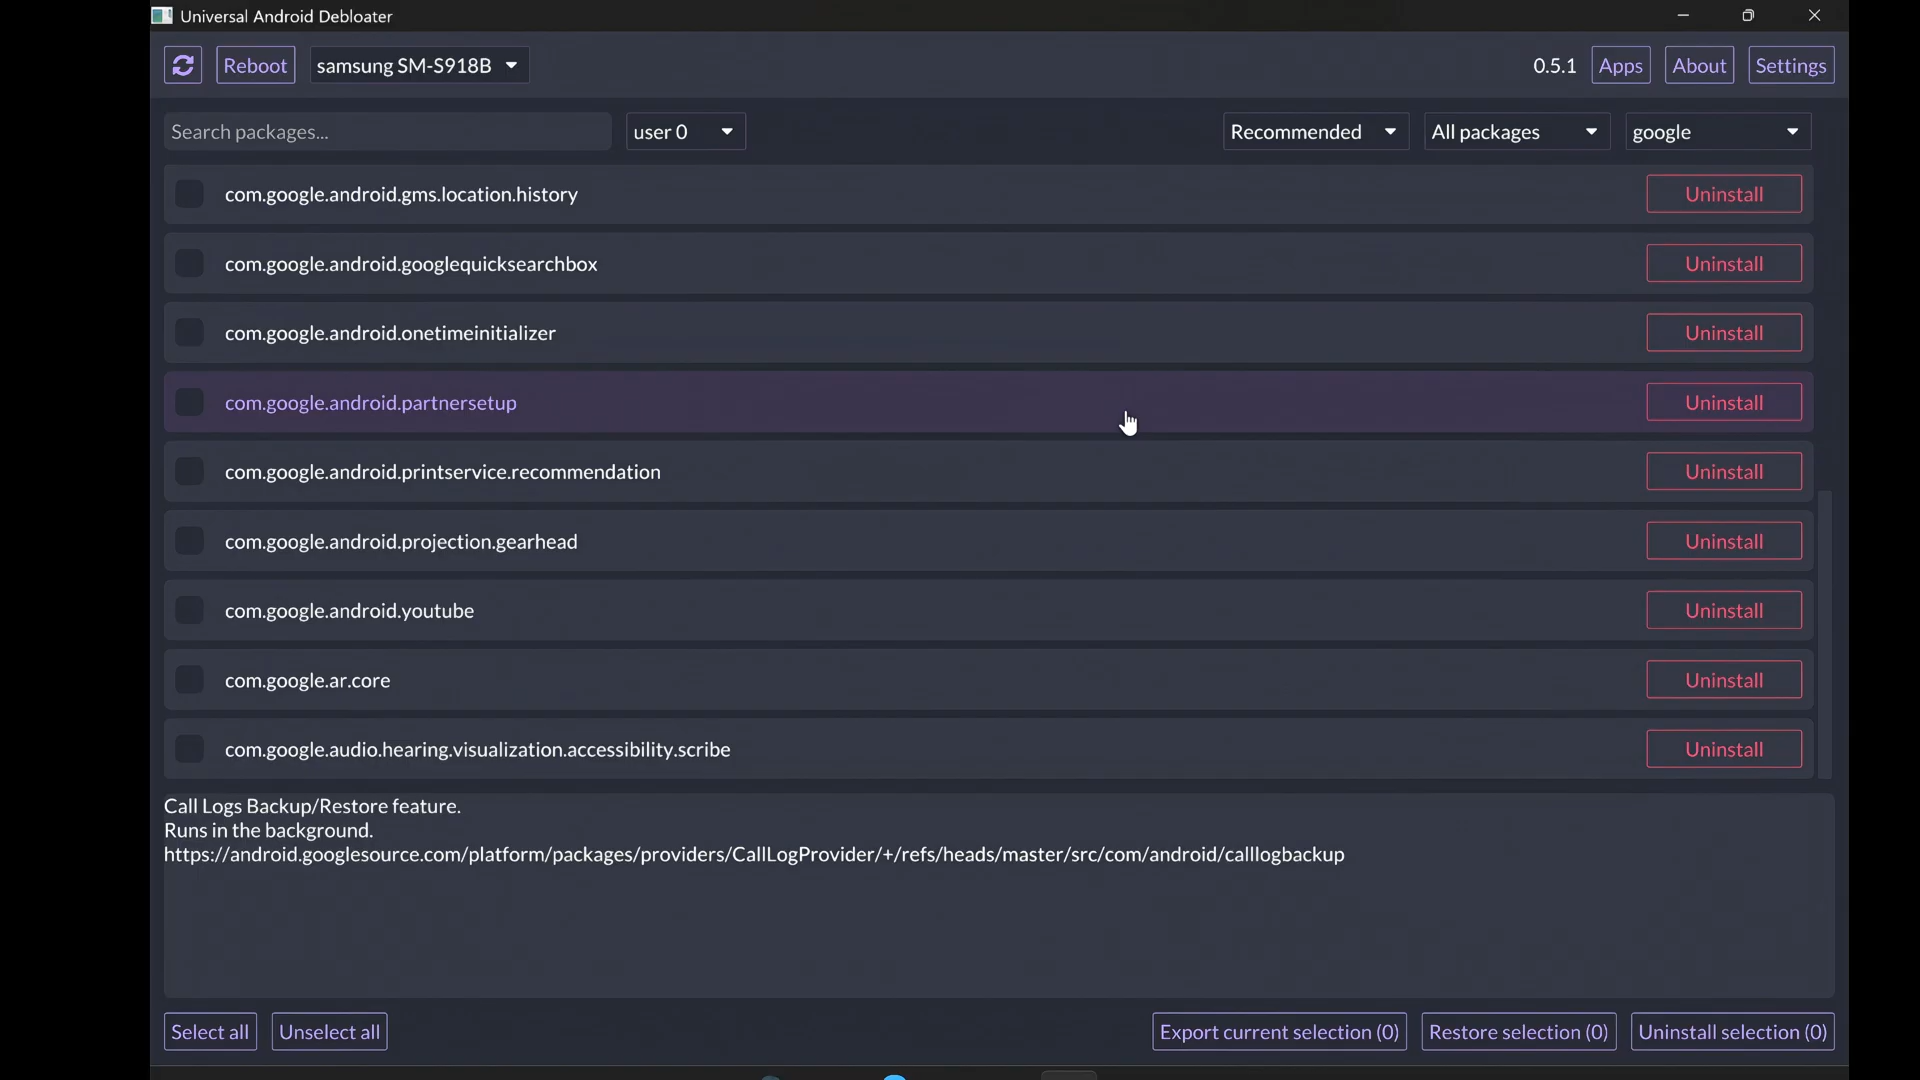 Universal Android Debloater
Reboot
samsung SM-S918B
0.5.1
Apps
About
Settings
Search packages...
user 0
Recommended
All packages
google
com.google.android.gms.location.history
Uninstall
com.google.android.googlequicksearchbox
Uninstall
com.google.android.onetimeinitializer
Uninstall
com.google.android.partnersetup
Uninstall
com.google.android.printservice.recommendation
Uninstall
com.google.android.projection.gearhead
Uninstall
com.google.android.youtube
Uninstall
com.google.ar.core
Uninstall
com.google.audio.hearing.visualization.accessibility.scribe
Uninstall
Call Logs Backup/Restore feature.
Runs in the background.
https://android.googlesource.com/platform/packages/providers/CallLogProvider/+/refs/heads/master/src/com/android/calllogbackup
Select all
Unselect all
Export current selection (0)
Restore selection (0)
Uninstall selection (0)